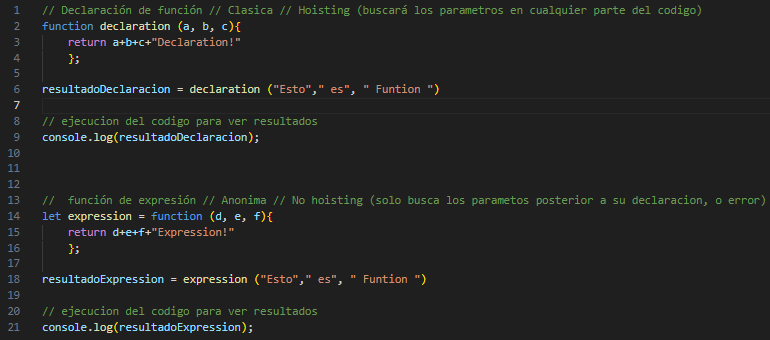 1 // Declaración de función // Clasica // Hoisting (buscará los parametros en cualquier parte del codigo)
2 function declaration (a, b, c){
3 return a+b+c+"Declaration!"
4 };
5
6 resultadoDeclaracion = declaration ("Esto"," es", " Funtion ")
7
8 // ejecucion del codigo para ver resultados
9 console.log(resultadoDeclaracion);
10
11
12
13 //  función de expresión // Anonima // No hoisting (solo busca los parametos posterior a su declaracion, o error)
14 let expression = function (d, e, f){
15 return d+e+f+"Expression!"
16 };
17
18 resultadoExpression = expression ("Esto"," es", " Funtion ")
19
20 // ejecucion del codigo para ver resultados
21 console.log(resultadoExpression);